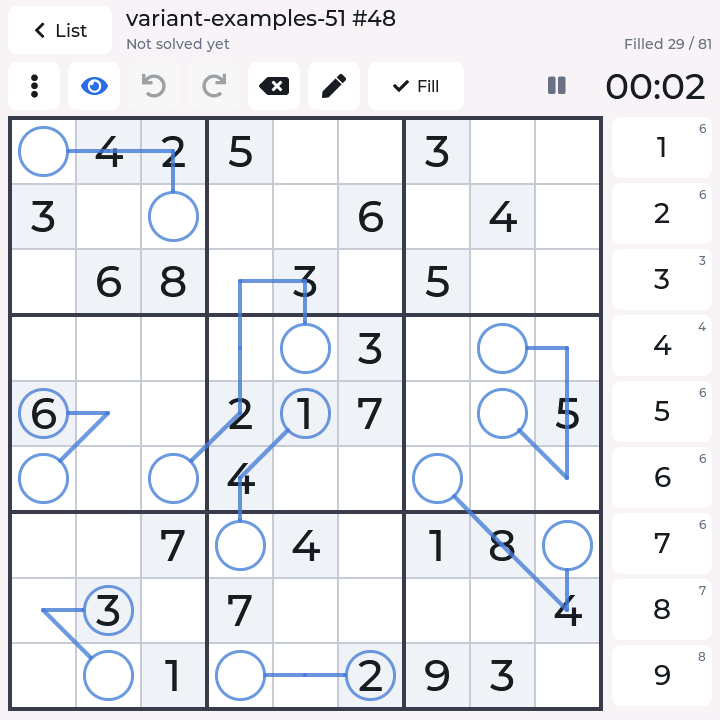 List
variant-examples-51 #48
Not solved yet
Filled 29 / 81
Fill
00:02
4 2 5 3
3 6 4
6 8 3 5
3
6 2 1 7 5
4
7 4 1 8
3 7 4
1 2 9 3
1 6
2 6
3 3
4 4
5 6
6 6
7 6
8 7
9 8